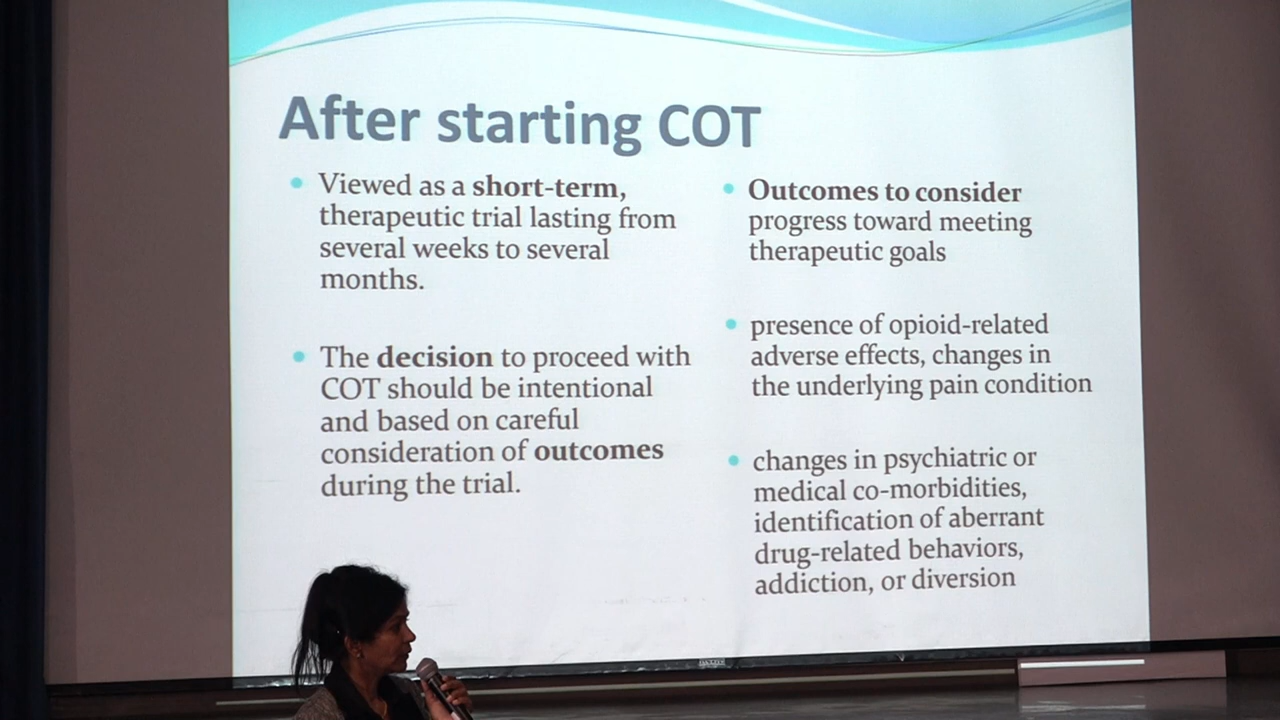 After starting COT
Viewed as a short-term,
therapeutic trial lasting from
several weeks to several
months.
The decision to proceed with
COT should be intentional
and based on careful
consideration of outcomes
during the trial.
Outcomes to consider
progress toward meeting
therapeutic goals
presence of opioid-related
adverse effects, changes in
the underlying pain condition
changes in psychiatric or
medical co-morbidities,
identification of aberrant
drug-related behaviors,
addiction, or diversion